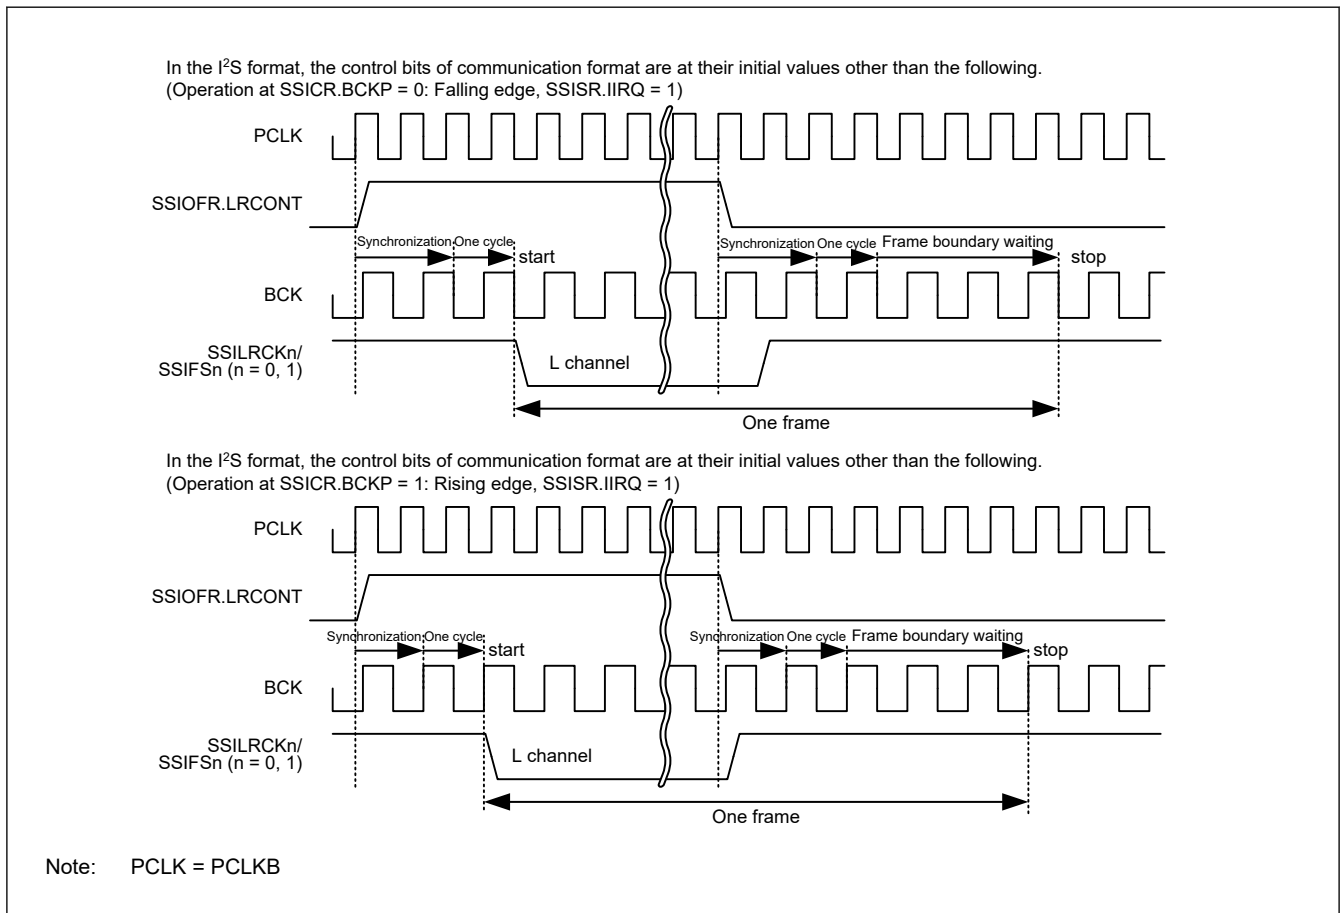 In the I²S format, the control bits of communication format are at their initial values other than the following.
(Operation at SSICR.BCKP = 0: Falling edge, SSISR.IIRQ = 1)
PCLK
SSIOFR.LRCONT
Synchronization One cycle Synchronization One cycle Frame boundary waiting
start stop
BCK
SSILRCKn/
SSIFSn (n = 0, 1)
L channel
One frame
In the I²S format, the control bits of communication format are at their initial values other than the following.
(Operation at SSICR.BCKP = 1: Rising edge, SSISR.IIRQ = 1)
PCLK
SSIOFR.LRCONT
Synchronization One cycle Synchronization One cycle Frame boundary waiting
start stop
BCK
SSILRCKn/
SSIFSn (n = 0, 1)
L channel
One frame
Note: PCLK = PCLKB